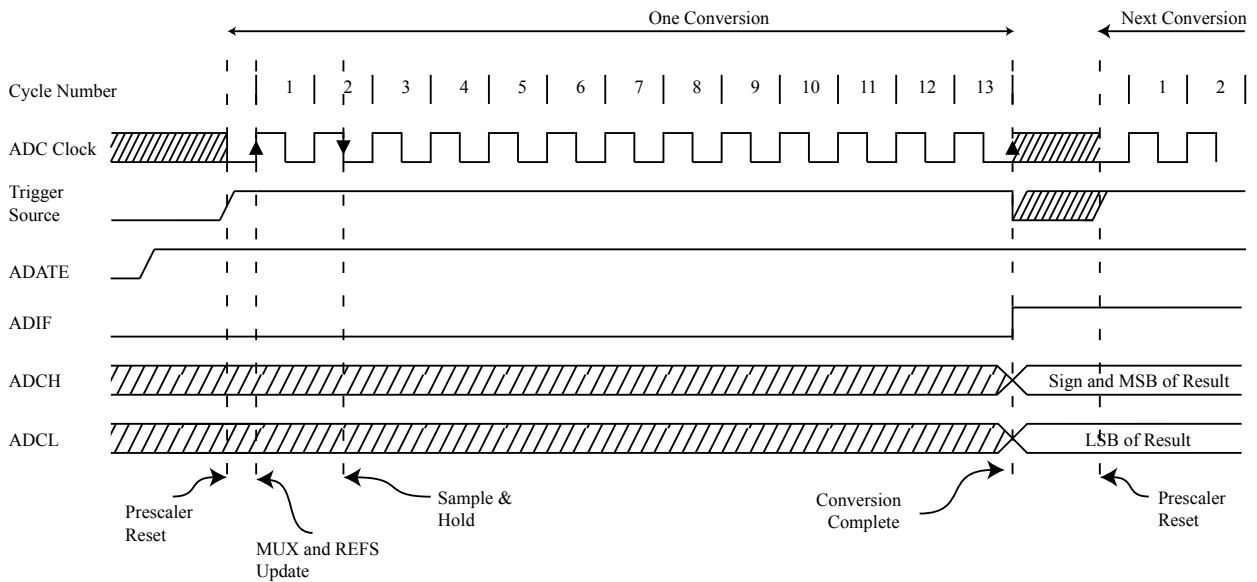 One Conversion Next Conversion
Cycle Number 1 2 3 4 5 6 7 8 9 10 11 12 13 1 2
ADC Clock
Trigger
Source
ADATE
ADIF
ADCH Sign and MSB of Result
ADCL LSB of Result
Prescaler
Reset
MUX and REFS
Update
Sample &
Hold
Conversion
Complete
Prescaler
Reset